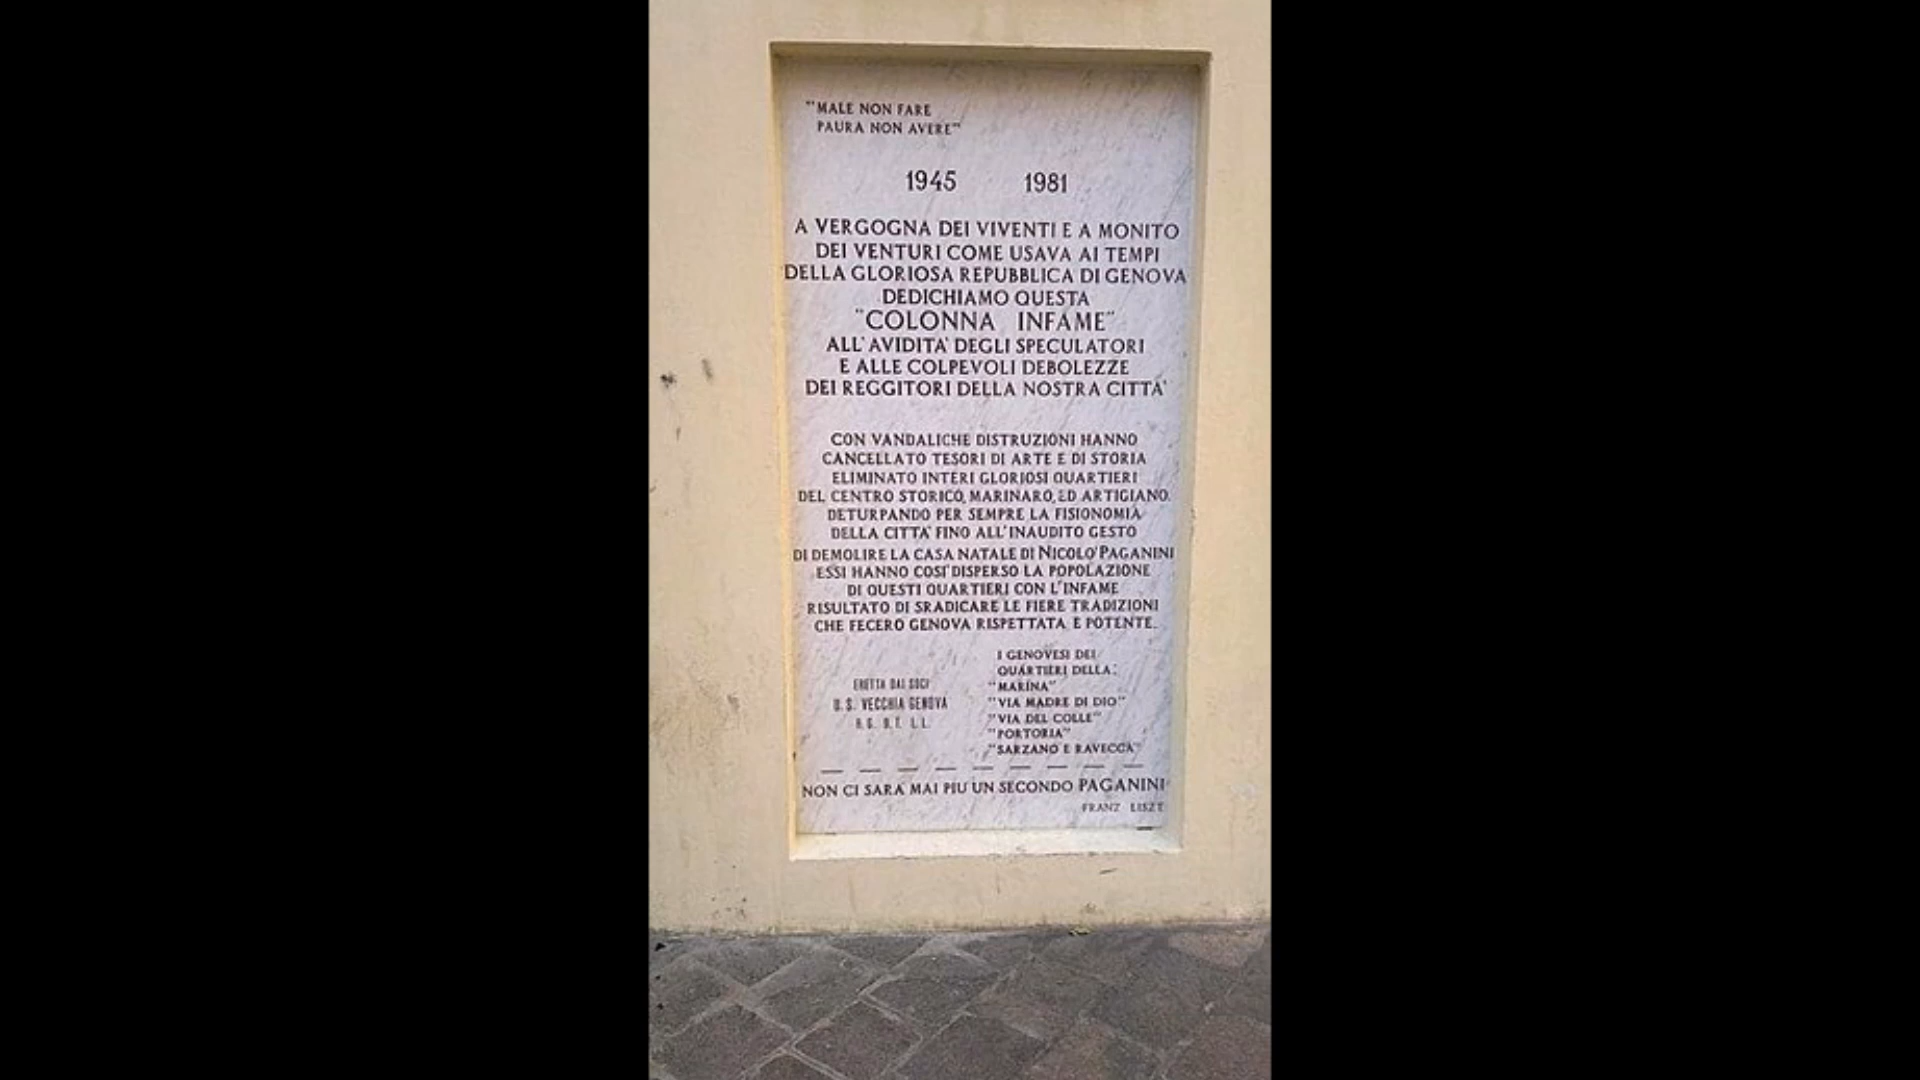 "MALE NON FARE
PAURA NON AVERE"
1945 1981
A VERGOGNA DEI VIVENTI E A MONITO
DEI VENTURI COME USAVA AI TEMPI
DELLA GLORIOSA REPUBBLICA DI GENOVA
DEDICHIAMO QUESTA
"COLONNA INFAME"
ALL'AVIDITA' DEGLI SPECULATORI
E ALLE COLPEVOLI DEBOLEZZE
DEI REGGITORI DELLA NOSTRA CITTA'
CON VANDALICHE DISTRUZIONI HANNO
CANCELLATO TESORI DI ARTE E DI STORIA
ELIMINATO INTERI GLORIOSI QUARTIERI
DEL CENTRO STORICO, MARINARO, ED ARTIGIANO.
DETURPANDO PER SEMPRE LA FISIONOMIA
DELLA CITTA' FINO ALL'INAUDITO GESTO
DI DEMOLIRE LA CASA NATALE DI NICOLO' PAGANINI
ESSI HANNO COSI' DISPERSO LA POPOLAZIONE
DI QUESTI QUARTIERI CON L'INFAME
RISULTATO DI SRADICARE LE FIERE TRADIZIONI
CHE FECERO GENOVA RISPETTATA E POTENTE.
ERETTA DAI SOCI
U.S. VECCHIA GENOVA
I GENOVESI DEI
QUARTIERI DELLA:
"MARINA"
"VIA MADRE DI DIO"
"VIA DEL COLLE"
"PORTORIA"
"SARZANO E RAVECCA"
NON CI SARA' MAI PIU' UN SECONDO PAGANINI
FRANZ LISZT